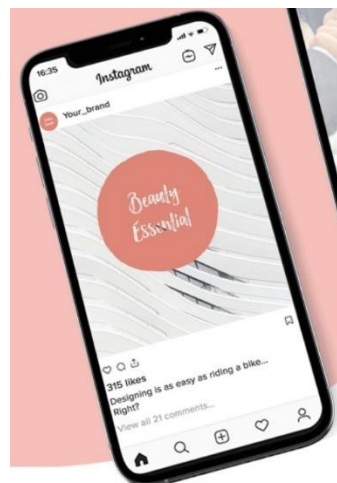 16:35
Instagram
Your_brand
Beauty
Essential
315 likes
Designing is as easy as riding a bike...
Right?
View all 21 comments...